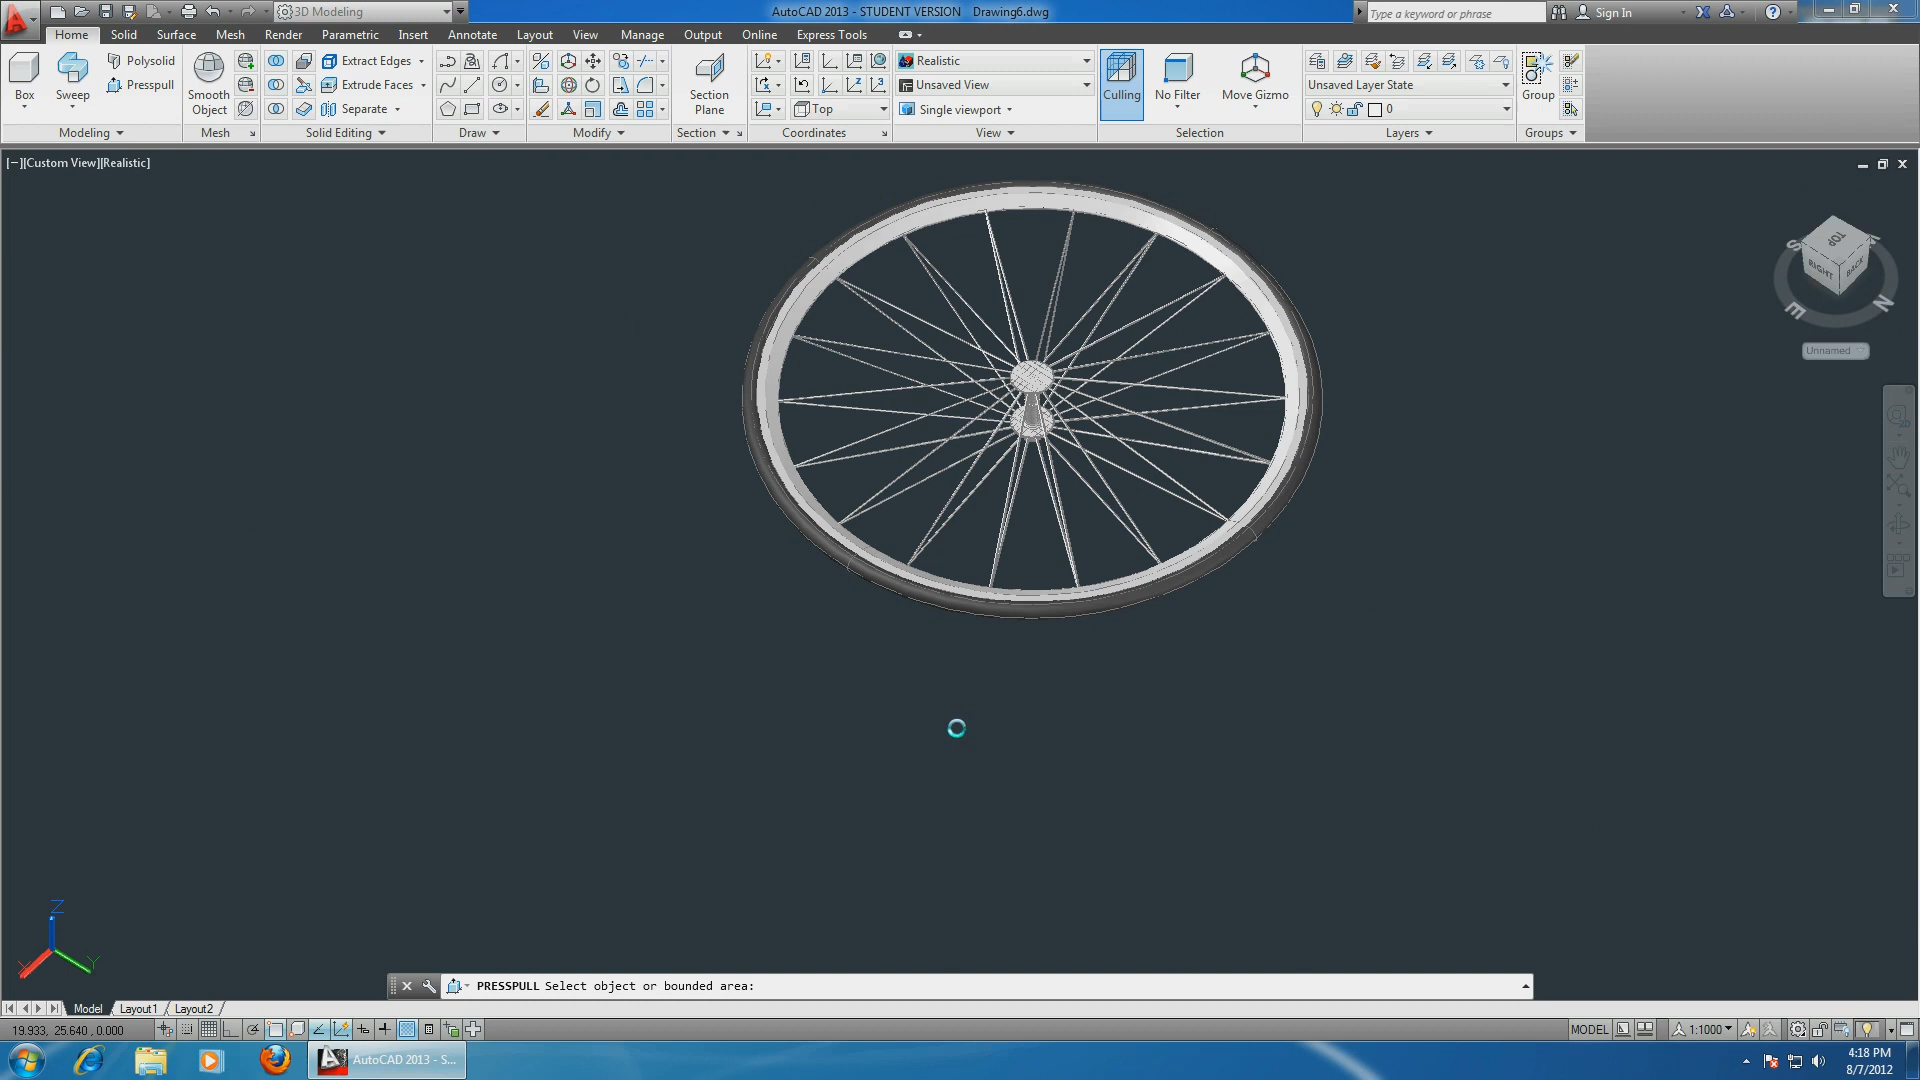 3D Modeling
AutoCAD 2013 - STUDENT VERSION Drawing6.dwg
Type a keyword or phrase
Sign In
Home Solid Surface Mesh Render Parametric Insert Annotate Layout View Manage Output Online Express Tools
Box
Sweep
Polysolid
Presspull
Modeling
Smooth
Object
Mesh
Extract Edges
Extrude Faces
Separate
Solid Editing
Draw
Modify
Section
Plane
Section
Top
Coordinates
Realistic
Unsaved View
Single viewport
View
Culling
No Filter
Move Gizmo
Selection
Unsaved Layer State
0
Layers
Group
Groups
[−][Custom View][Realistic]
TOP
RIGHT
BACK
S
E
N
Unnamed
Z
X
Y
PRESSPULL Select object or bounded area:
Model Layout1 Layout2
19.933, 25.640 , 0.000
MODEL
1:1000
AutoCAD 2013 - S...
4:18 PM
8/7/2012